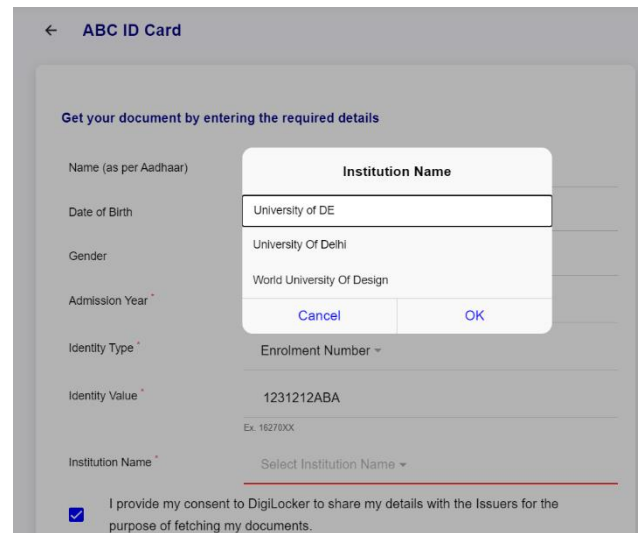 ← ABC ID Card
Get your document by entering the required details
Name (as per Aadhaar)
Institution Name
University of DE
Date of Birth
University Of Delhi
Gender
World University Of Design
Admission Year *
Cancel OK
Identity Type * Enrolment Number
Identity Value * 1231212ABA
Ex. 16270XX
Institution Name * Select Institution Name
I provide my consent to DigiLocker to share my details with the Issuers for the
purpose of fetching my documents.